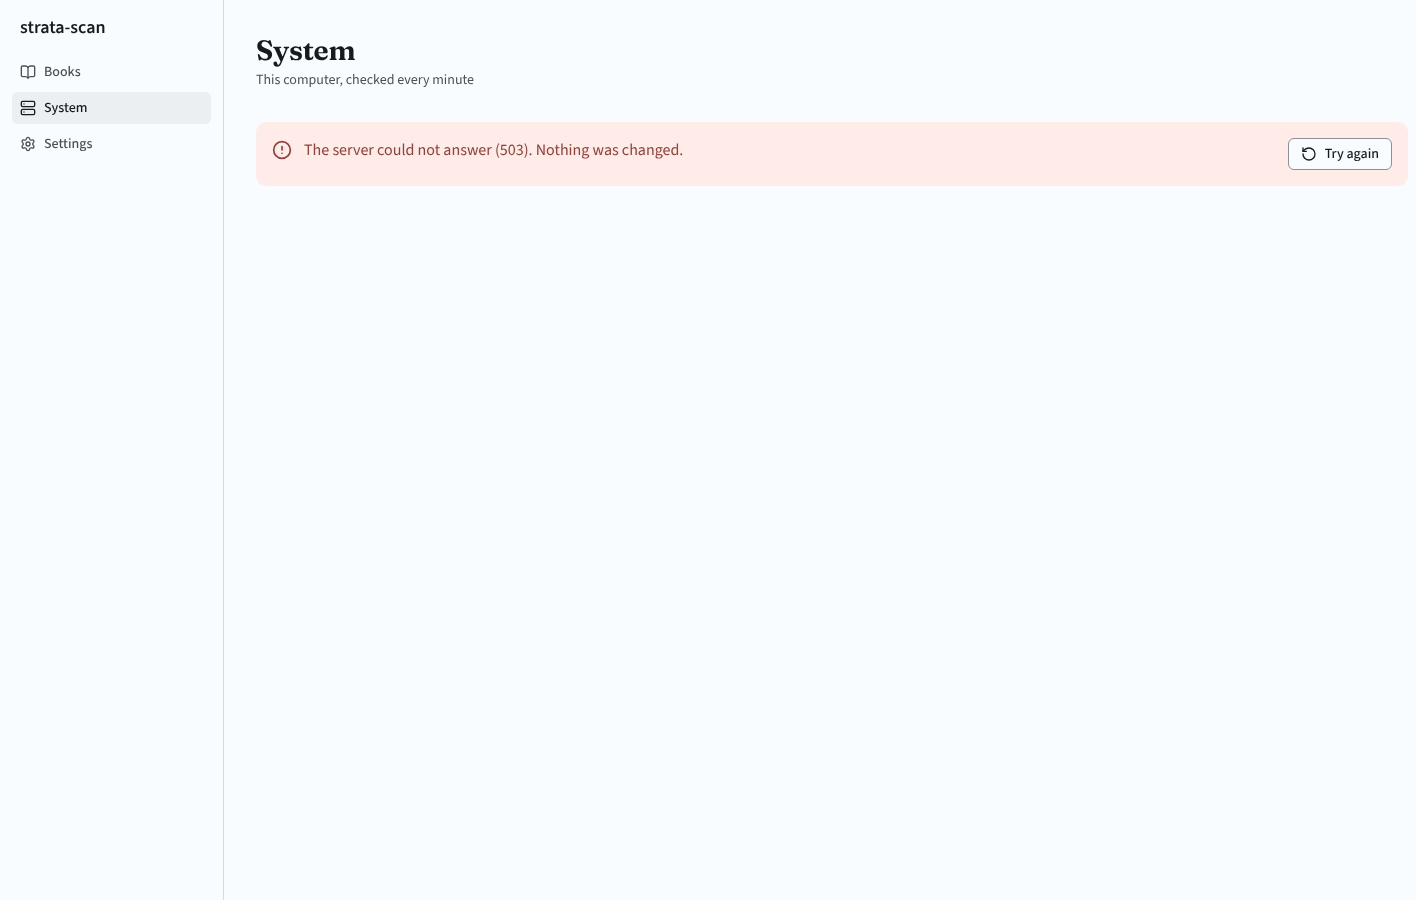 strata-scan
Books
System
Settings
System
This computer, checked every minute
The server could not answer (503). Nothing was changed.
Try again